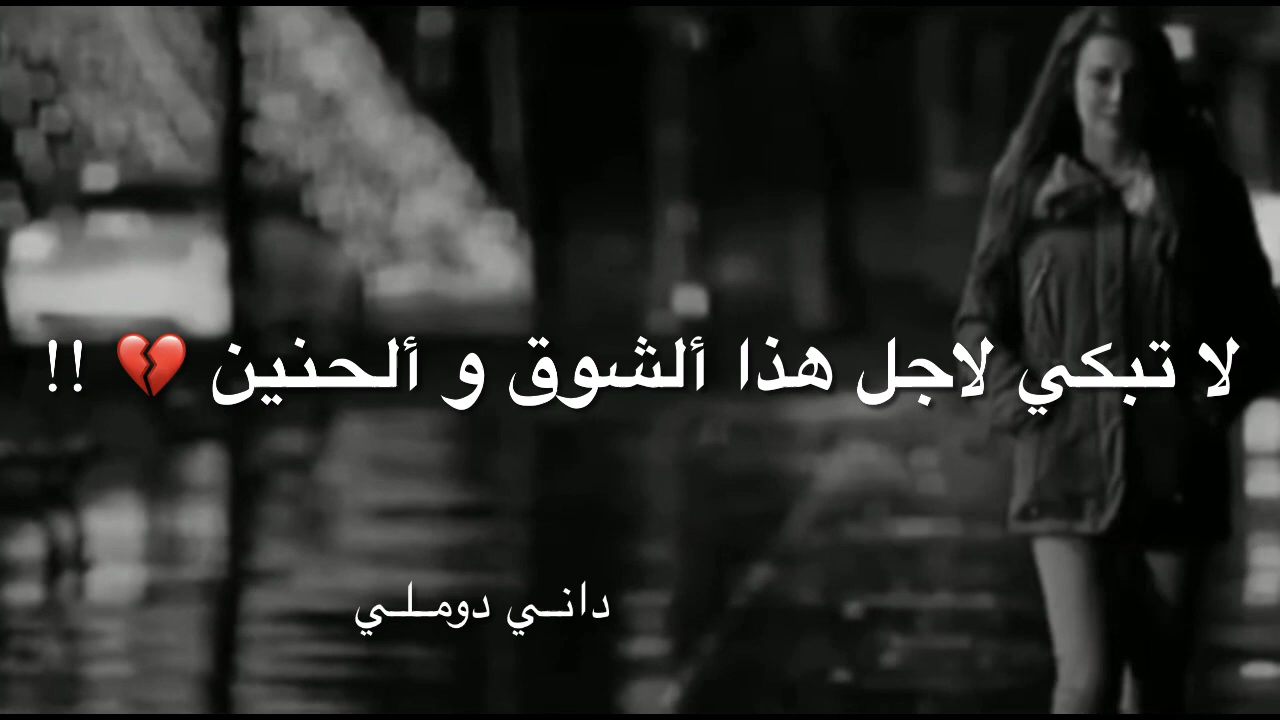 لا تبكي لاجل هذا ألشوق و ألحنين 💔 !!
دانـي دومـلـي